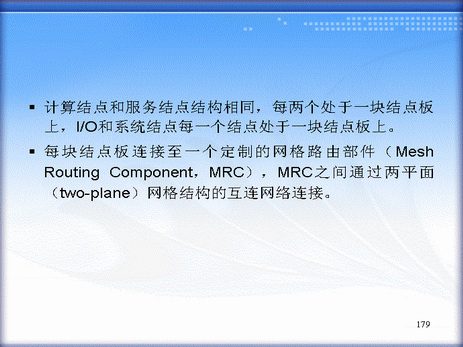 ▪ 计算结点和服务结点结构相同，每两个处于一块结点板
上，I/O和系统结点每一个结点处于一块结点板上。
▪ 每块结点板连接至一个定制的网格路由部件（Mesh
Routing Component，MRC），MRC之间通过两平面
（two-plane）网格结构的互连网络连接。
179